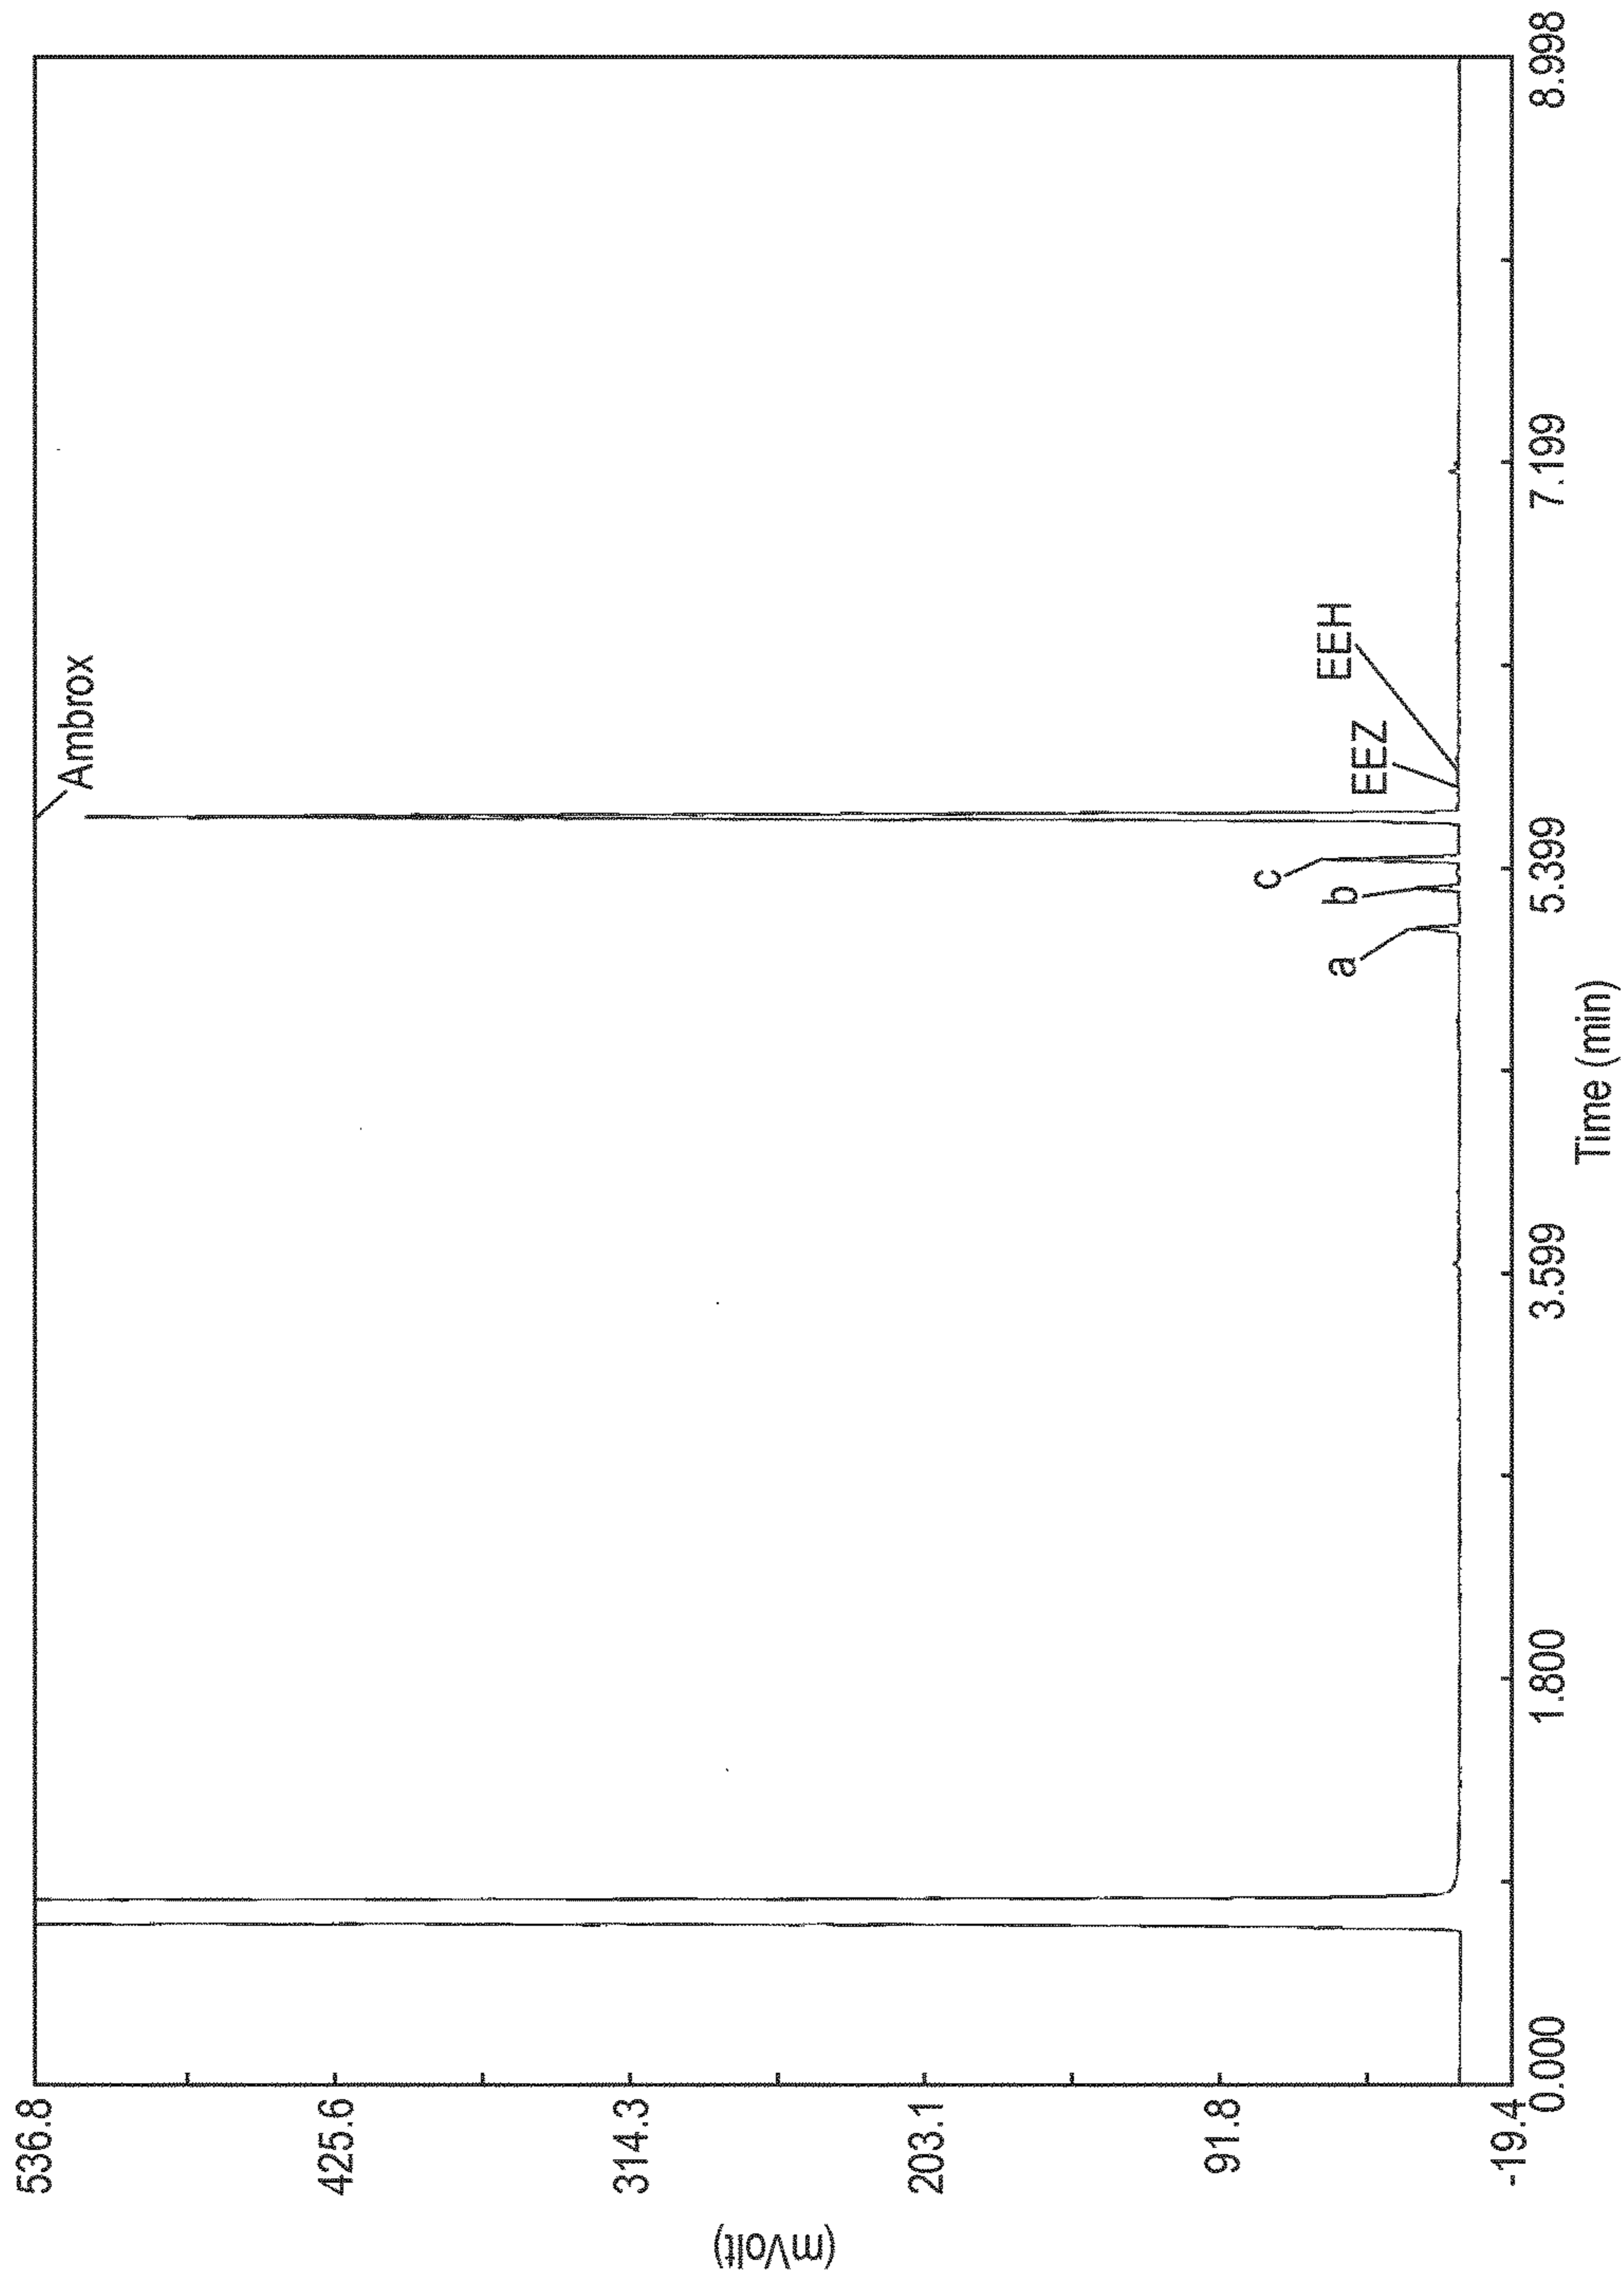 536.8
425.6
314.3
203.1
91.8
-19.4
(mVolt)
0.000
1.800
3.599
5.399
7.199
8.998
Time (min)
Ambrox
a
b
c
EEZ
EEH